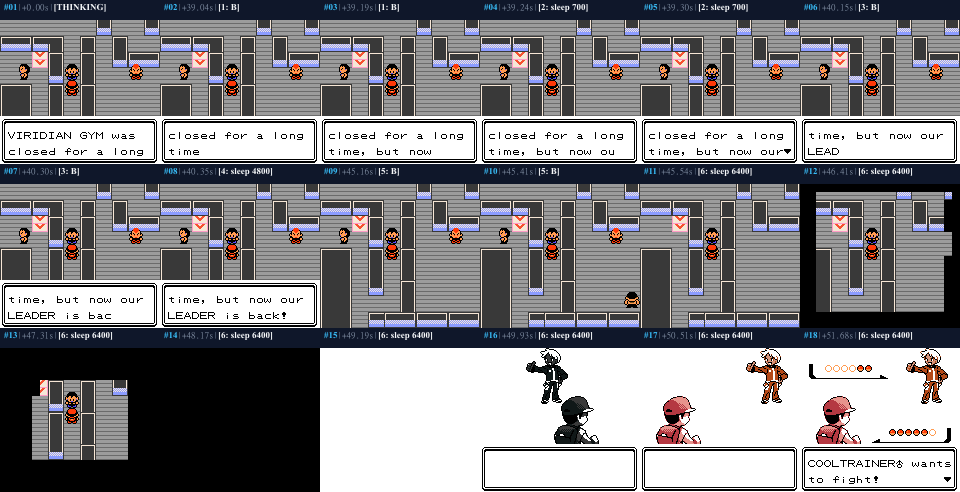 #01|+0.00s|[THINKING]
VIRIDIAN GYM was
closed for a long
#02|+39.04s|[1: B]
closed for a long
time
#03|+39.19s|[1: B]
closed for a long
time, but now
#04|+39.24s|[2: sleep 700]
closed for a long
time, but now ou
#05|+39.30s|[2: sleep 700]
closed for a long
time, but now our▼
#06|+40.15s|[3: B]
time, but now our
LEAD
#07|+40.30s|[3: B]
time, but now our
LEADER is bac
#08|+40.35s|[4: sleep 4800]
time, but now our
LEADER is back!
#09|+45.16s|[5: B]
#10|+45.41s|[5: B]
#11|+45.54s|[6: sleep 6400]
#12|+46.41s|[6: sleep 6400]
#13|+47.31s|[6: sleep 6400]
#14|+48.17s|[6: sleep 6400]
#15|+49.19s|[6: sleep 6400]
#16|+49.93s|[6: sleep 6400]
#17|+50.51s|[6: sleep 6400]
#18|+51.68s|[6: sleep 6400]
COOLTRAINER♂ wants
to fight!▼